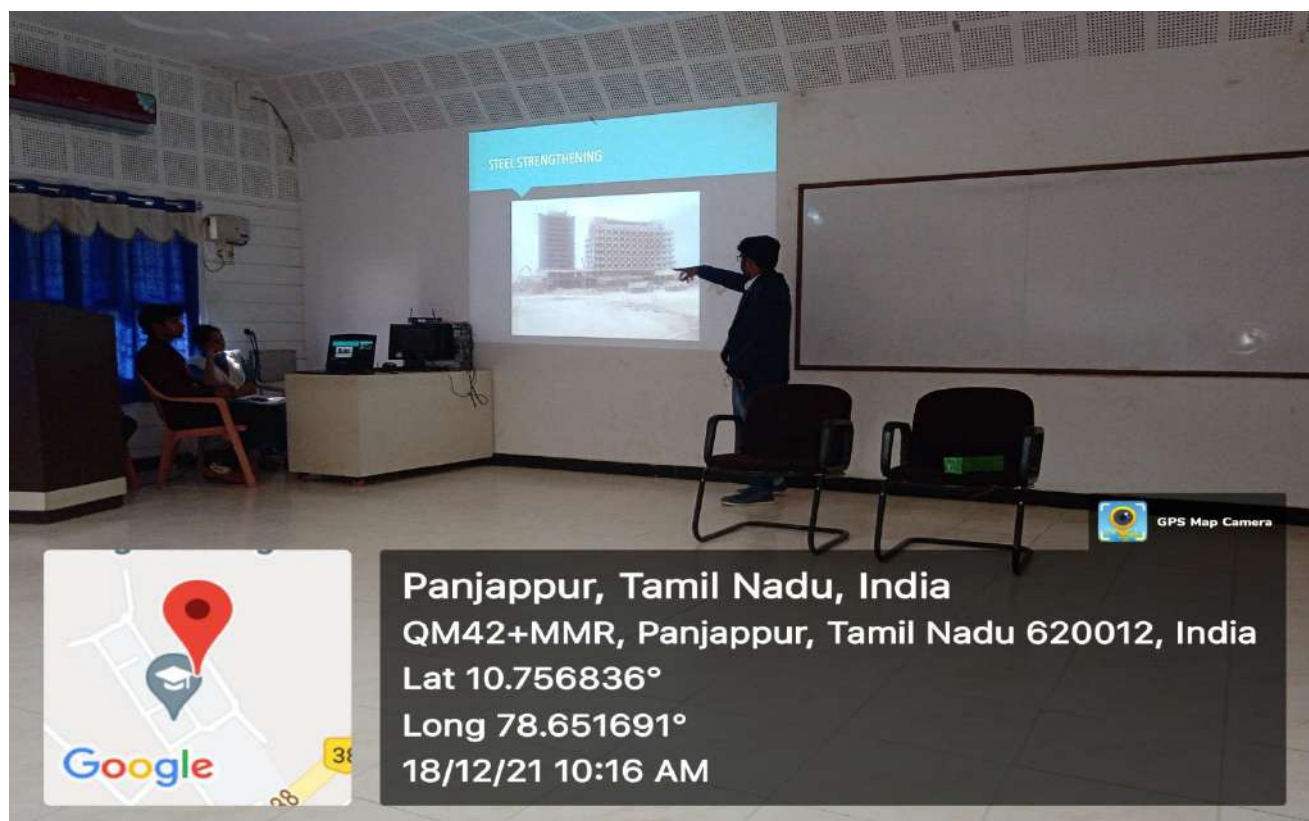 STEEL STRENGTHENING
GPS Map Camera
Panjappur, Tamil Nadu, India
QM42+MMR, Panjappur, Tamil Nadu 620012, India
Lat 10.756836°
Long 78.651691°
18/12/21 10:16 AM
Google
38